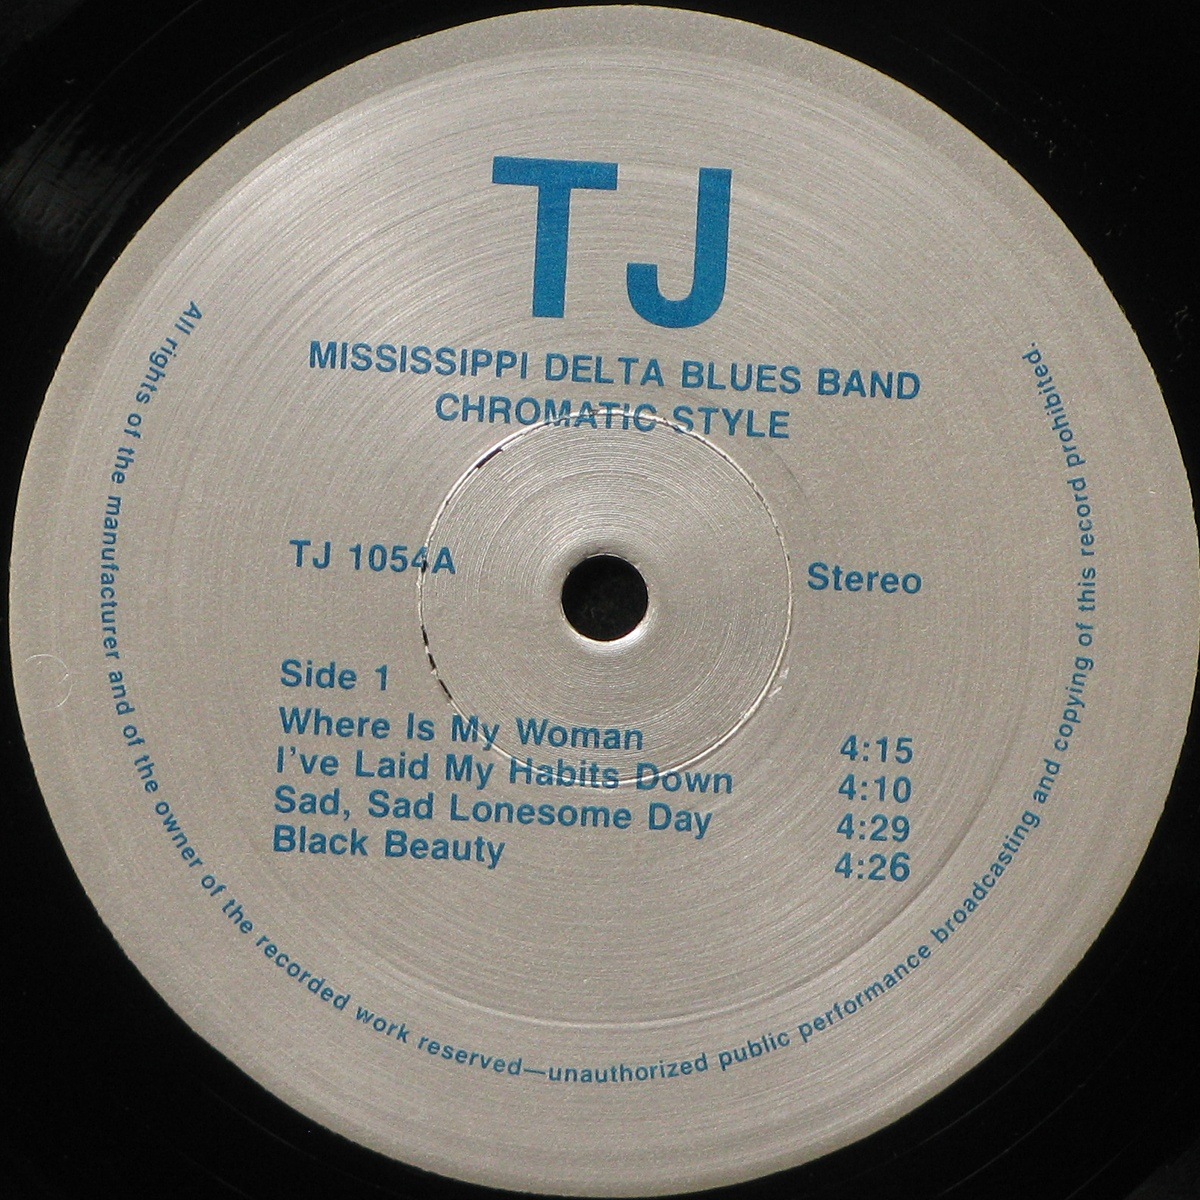 TJ
MISSISSIPPI DELTA BLUES BAND
CHROMATIC STYLE
TJ 1054A
Stereo
Side 1
Where Is My Woman 4:15
I've Laid My Habits Down 4:10
Sad, Sad Lonesome Day 4:29
Black Beauty 4:26
All rights of the manufacturer and of the owner of the recorded work reserved—unauthorized public performance broadcasting and copying of this record prohibited.